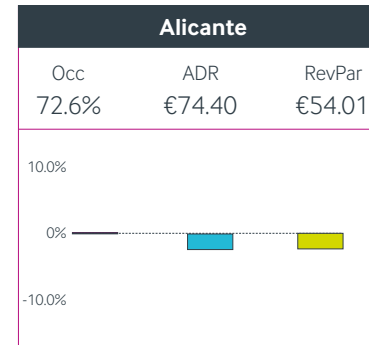 Alicante
Occ ADR RevPar
72.6% €74.40 €54.01
10.0%
0%
-10.0%